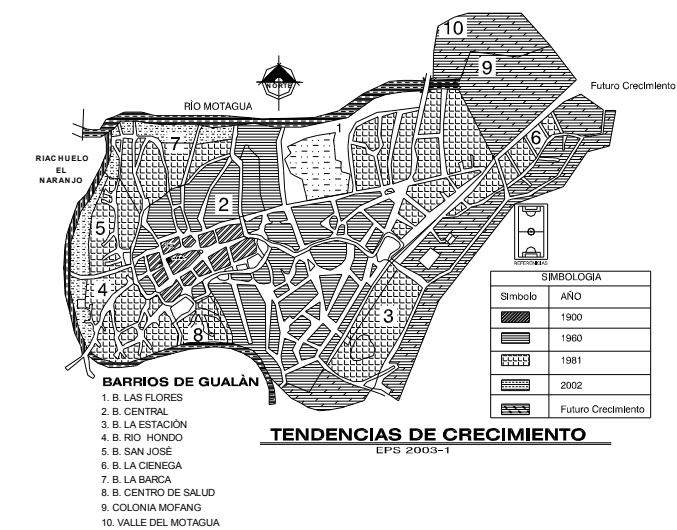 10
9
Futuro Crecimiento
NORTE
RÍO MOTAGUA
1
6
7
RIACHUELO
EL
NARANJO
2
5
REFERENCIAS
SIMBOLOGIA
Simbolo AÑO
1900
1960
1981
2002
Futuro Crecimiento
4
3
8
BARRIOS DE GUALÀN
1. B. LAS FLORES
2. B. CENTRAL
3. B. LA ESTACIÒN
4. B. RIO HONDO
5. B. SAN JOSÈ
6. B. LA CIENEGA
7. B. LA BARCA
8. B. CENTRO DE SALUD
9. COLONIA MOFANG
10. VALLE DEL MOTAGUA
TENDENCIAS DE CRECIMIENTO
EPS 2003-1